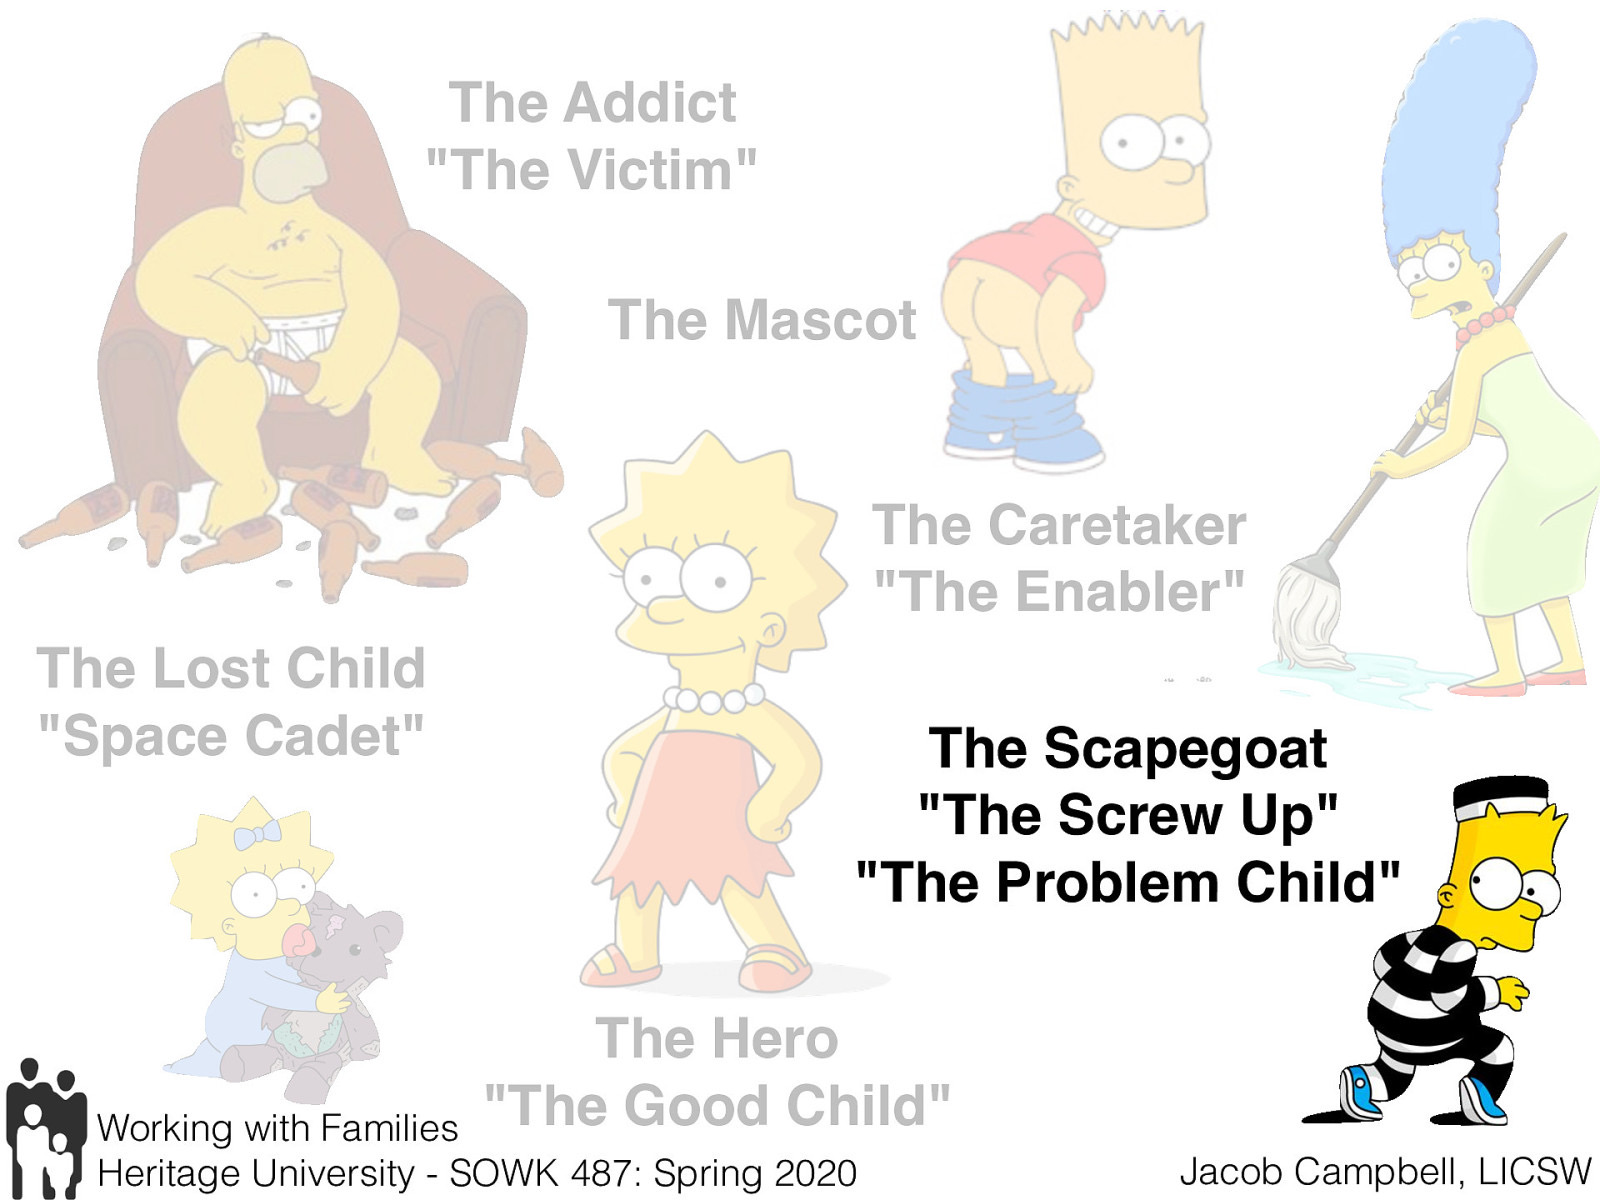 The Addict
"The Victim"
The Mascot
The Caretaker
"The Enabler"
The Lost Child
"Space Cadet"
The Scapegoat
"The Screw Up"
"The Problem Child"
The Hero
"The Good Child"
Working with Families
Heritage University - SOWK 487: Spring 2020
Jacob Campbell, LICSW